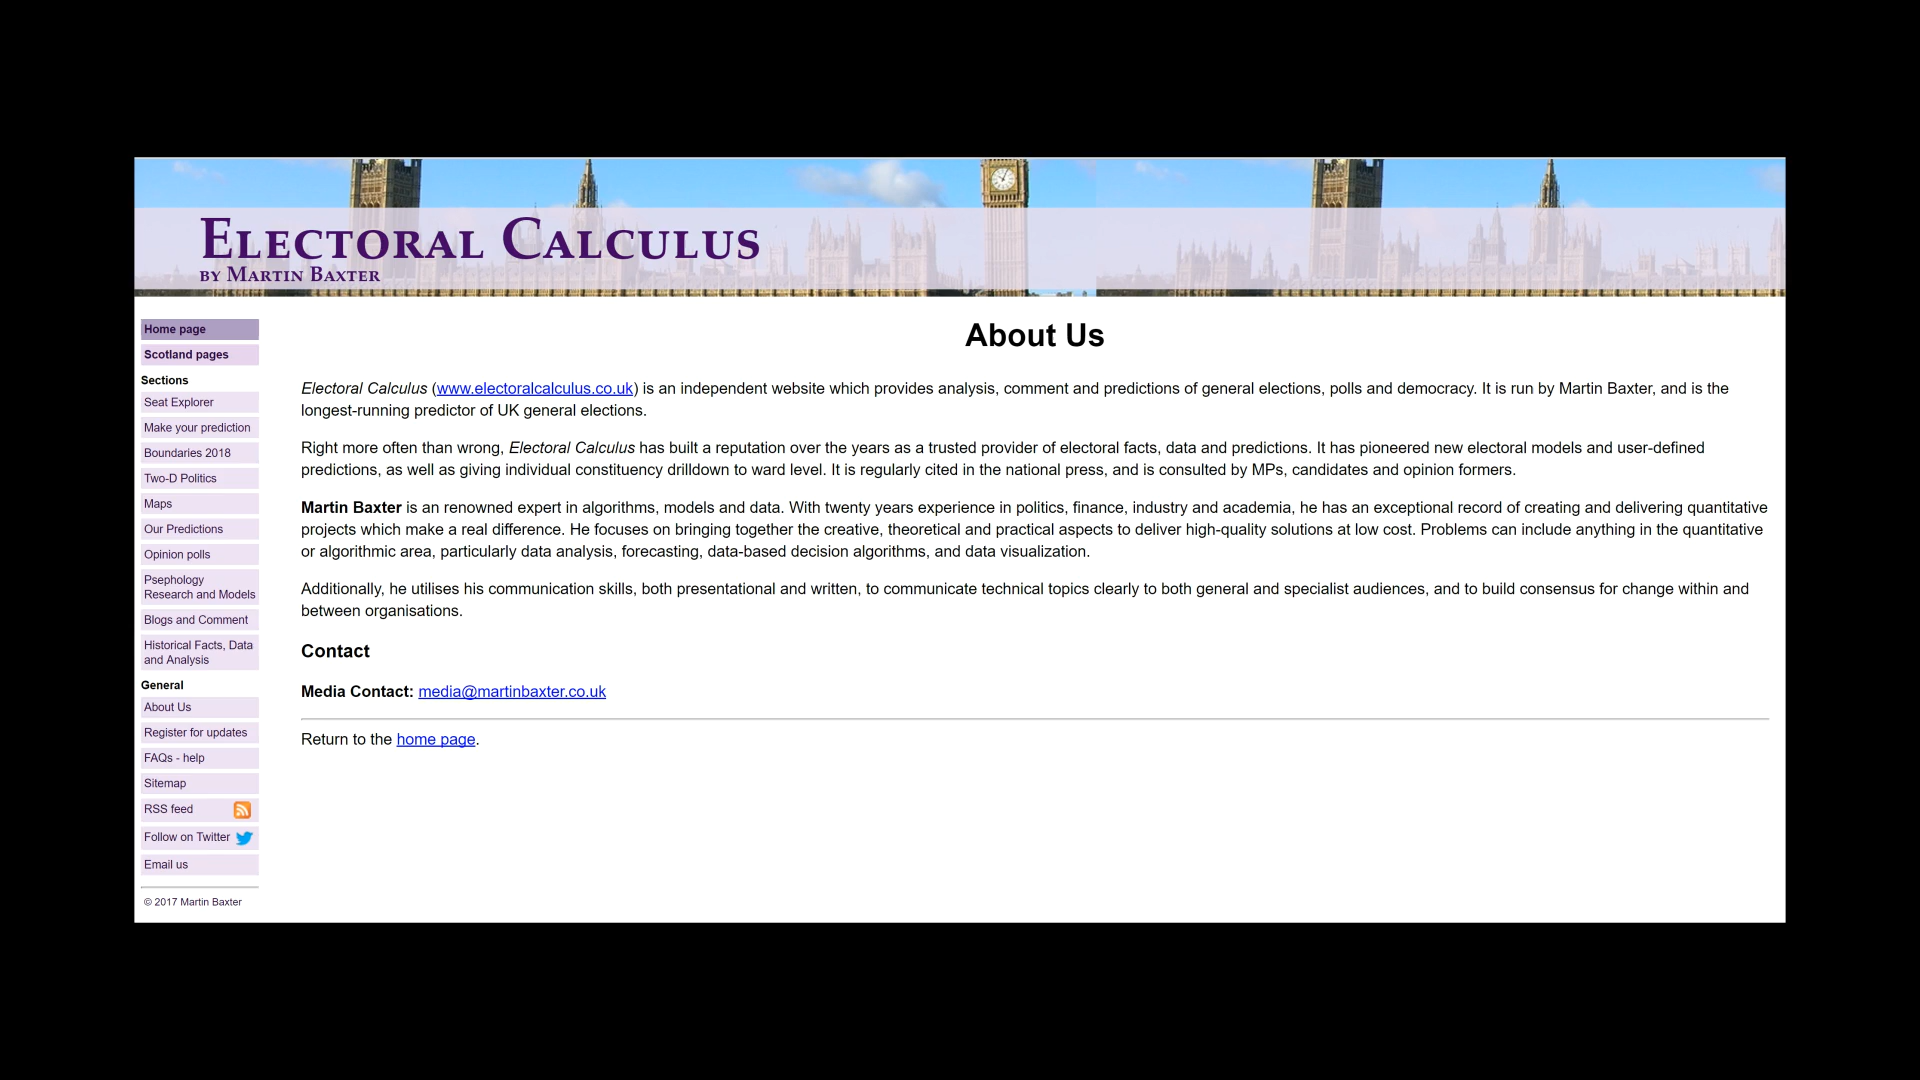 ELECTORAL CALCULUS
BY MARTIN BAXTER
Home page
Scotland pages
Sections
Seat Explorer
Make your prediction
Boundaries 2018
Two-D Politics
Maps
Our Predictions
Opinion polls
Psephology
Research and Models
Blogs and Comment
Historical Facts, Data
and Analysis
General
About Us
Register for updates
FAQs - help
Sitemap
RSS feed
Follow on Twitter
Email us
© 2017 Martin Baxter
About Us
Electoral Calculus (www.electoralcalculus.co.uk) is an independent website which provides analysis, comment and predictions of general elections, polls and democracy. It is run by Martin Baxter, and is the
longest-running predictor of UK general elections.
Right more often than wrong, Electoral Calculus has built a reputation over the years as a trusted provider of electoral facts, data and predictions. It has pioneered new electoral models and user-defined
predictions, as well as giving individual constituency drilldown to ward level. It is regularly cited in the national press, and is consulted by MPs, candidates and opinion formers.
Martin Baxter is an renowned expert in algorithms, models and data. With twenty years experience in politics, finance, industry and academia, he has an exceptional record of creating and delivering quantitative
projects which make a real difference. He focuses on bringing together the creative, theoretical and practical aspects to deliver high-quality solutions at low cost. Problems can include anything in the quantitative
or algorithmic area, particularly data analysis, forecasting, data-based decision algorithms, and data visualization.
Additionally, he utilises his communication skills, both presentational and written, to communicate technical topics clearly to both general and specialist audiences, and to build consensus for change within and
between organisations.
Contact
Media Contact: media@martinbaxter.co.uk
Return to the home page.